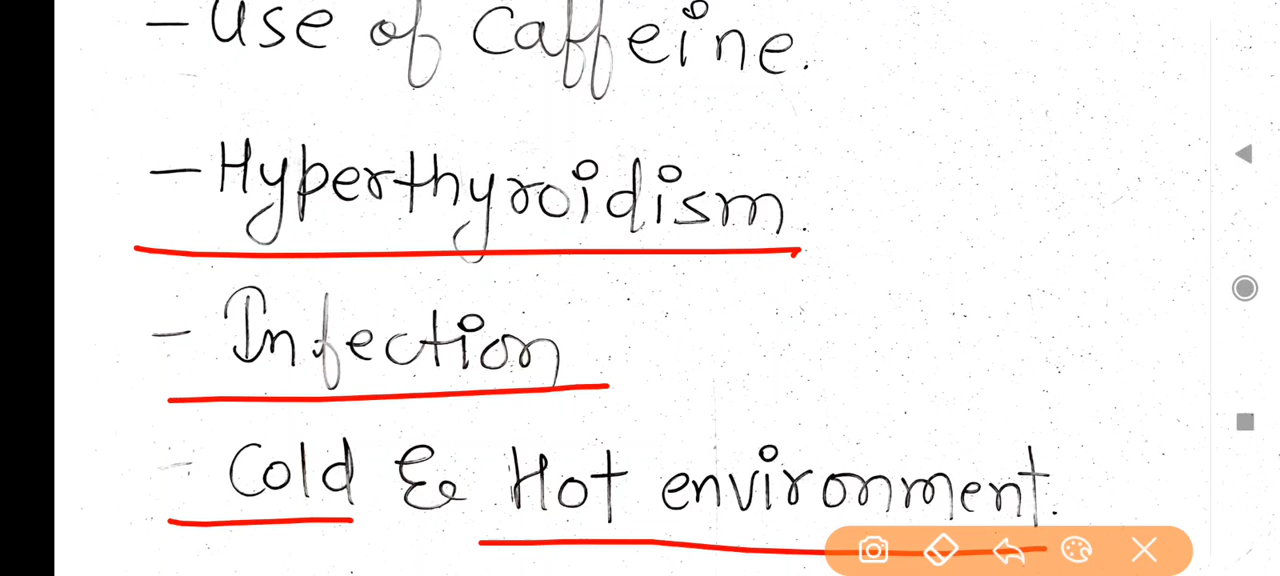 - Use of Caffeine.
- Hyperthyroidism.
- Infection
- Cold & Hot environment.